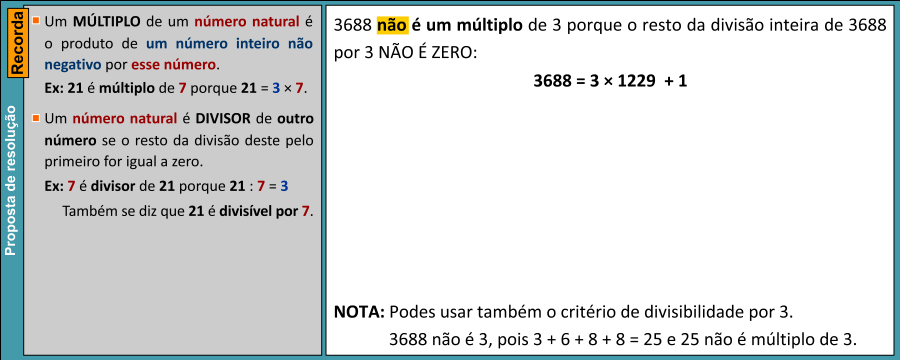 Recorda
Proposta de resolução
Um MÚLTIPLO de um número natural é
o produto de um número inteiro não
negativo por esse número.
Ex: 21 é múltiplo de 7 porque 21 = 3 × 7.
Um número natural é DIVISOR de outro
número se o resto da divisão deste pelo
primeiro for igual a zero.
Ex: 7 é divisor de 21 porque 21 : 7 = 3
Também se diz que 21 é divisível por 7.
3688 não é um múltiplo de 3 porque o resto da divisão inteira de 3688
por 3 NÃO É ZERO:
3688 = 3 × 1229 + 1
NOTA: Podes usar também o critério de divisibilidade por 3.
3688 não é 3, pois 3 + 6 + 8 + 8 = 25 e 25 não é múltiplo de 3.